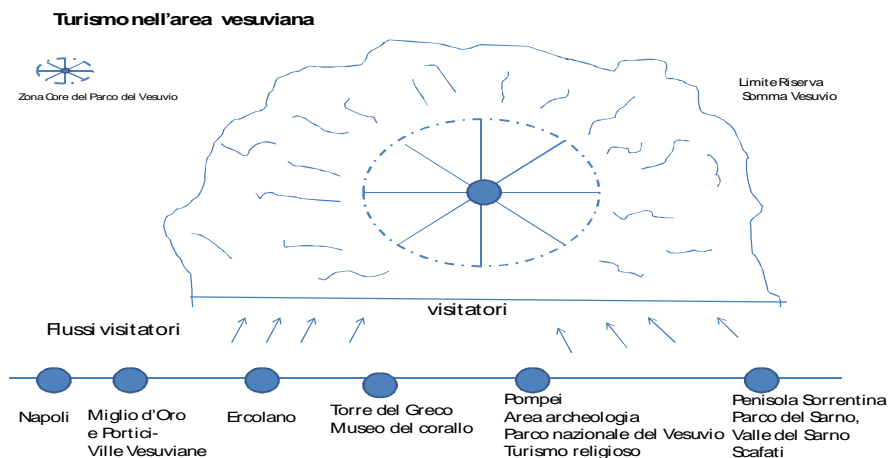 Turismo nell'area vesuviana
Zona Core del Parco del Vesuvio
Limite Riserva
Somma Vesuvio
visitatori
Flussi visitatori
Napoli
Miglio d'Oro
e Portici-
Ville Vesuviane
Ercolano
Torre del Greco
Museo del corallo
Pompei
Area archeologia
Parco nazionale del Vesuvio
Turismo religioso
Penisola Sorrentina
Parco del Sarno,
Valle del Sarno
Scafati